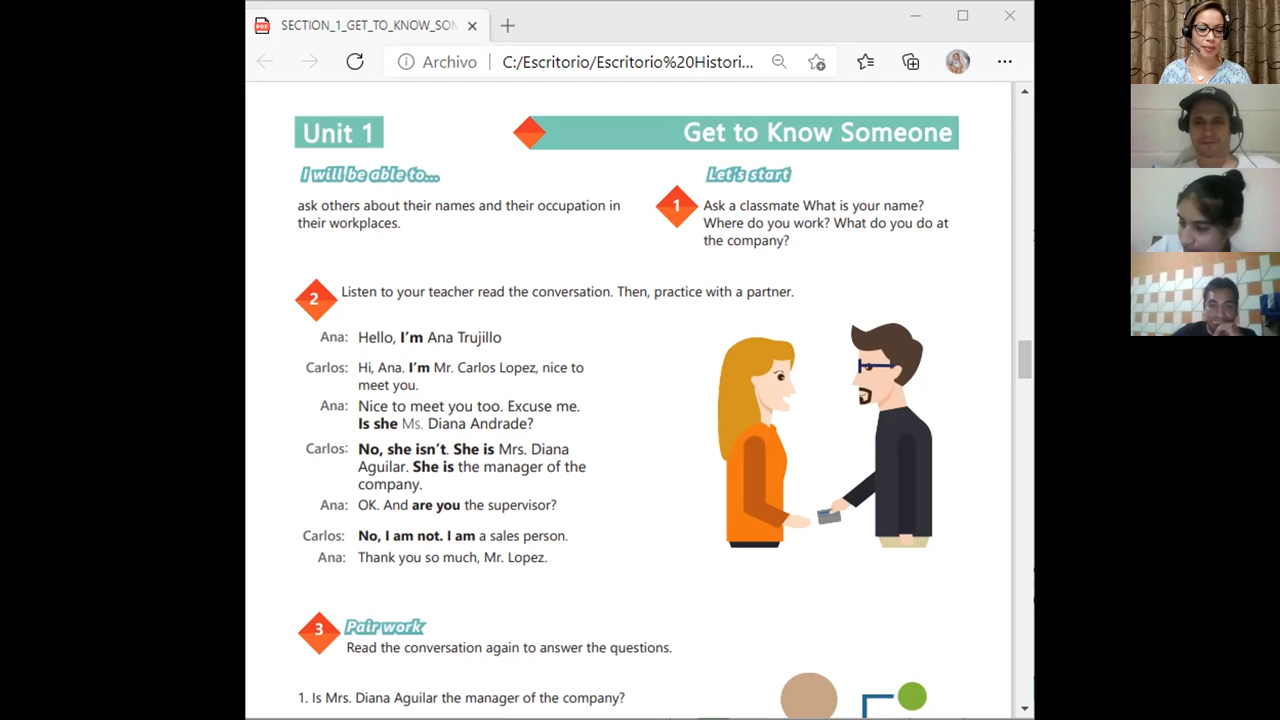 SECTION_1_GET_TO_KNOW_SOM
Archivo
C:/Escritorio/Escritorio%20Histori...
Unit 1
Get to Know Someone
I will be able to...
ask others about their names and their occupation in
their workplaces.
Let's start
1
Ask a classmate What is your name?
Where do you work? What do you do at
the company?
2
Listen to your teacher read the conversation. Then, practice with a partner.
Ana: Hello, I'm Ana Trujillo
Carlos: Hi, Ana. I'm Mr. Carlos Lopez, nice to
meet you.
Ana: Nice to meet you too. Excuse me.
Is she Ms. Diana Andrade?
Carlos: No, she isn't. She is Mrs. Diana
Aguilar. She is the manager of the
company.
Ana: OK. And are you the supervisor?
Carlos: No, I am not. I am a sales person.
Ana: Thank you so much, Mr. Lopez.
3
Pair work
Read the conversation again to answer the questions.
1. Is Mrs. Diana Aguilar the manager of the company?